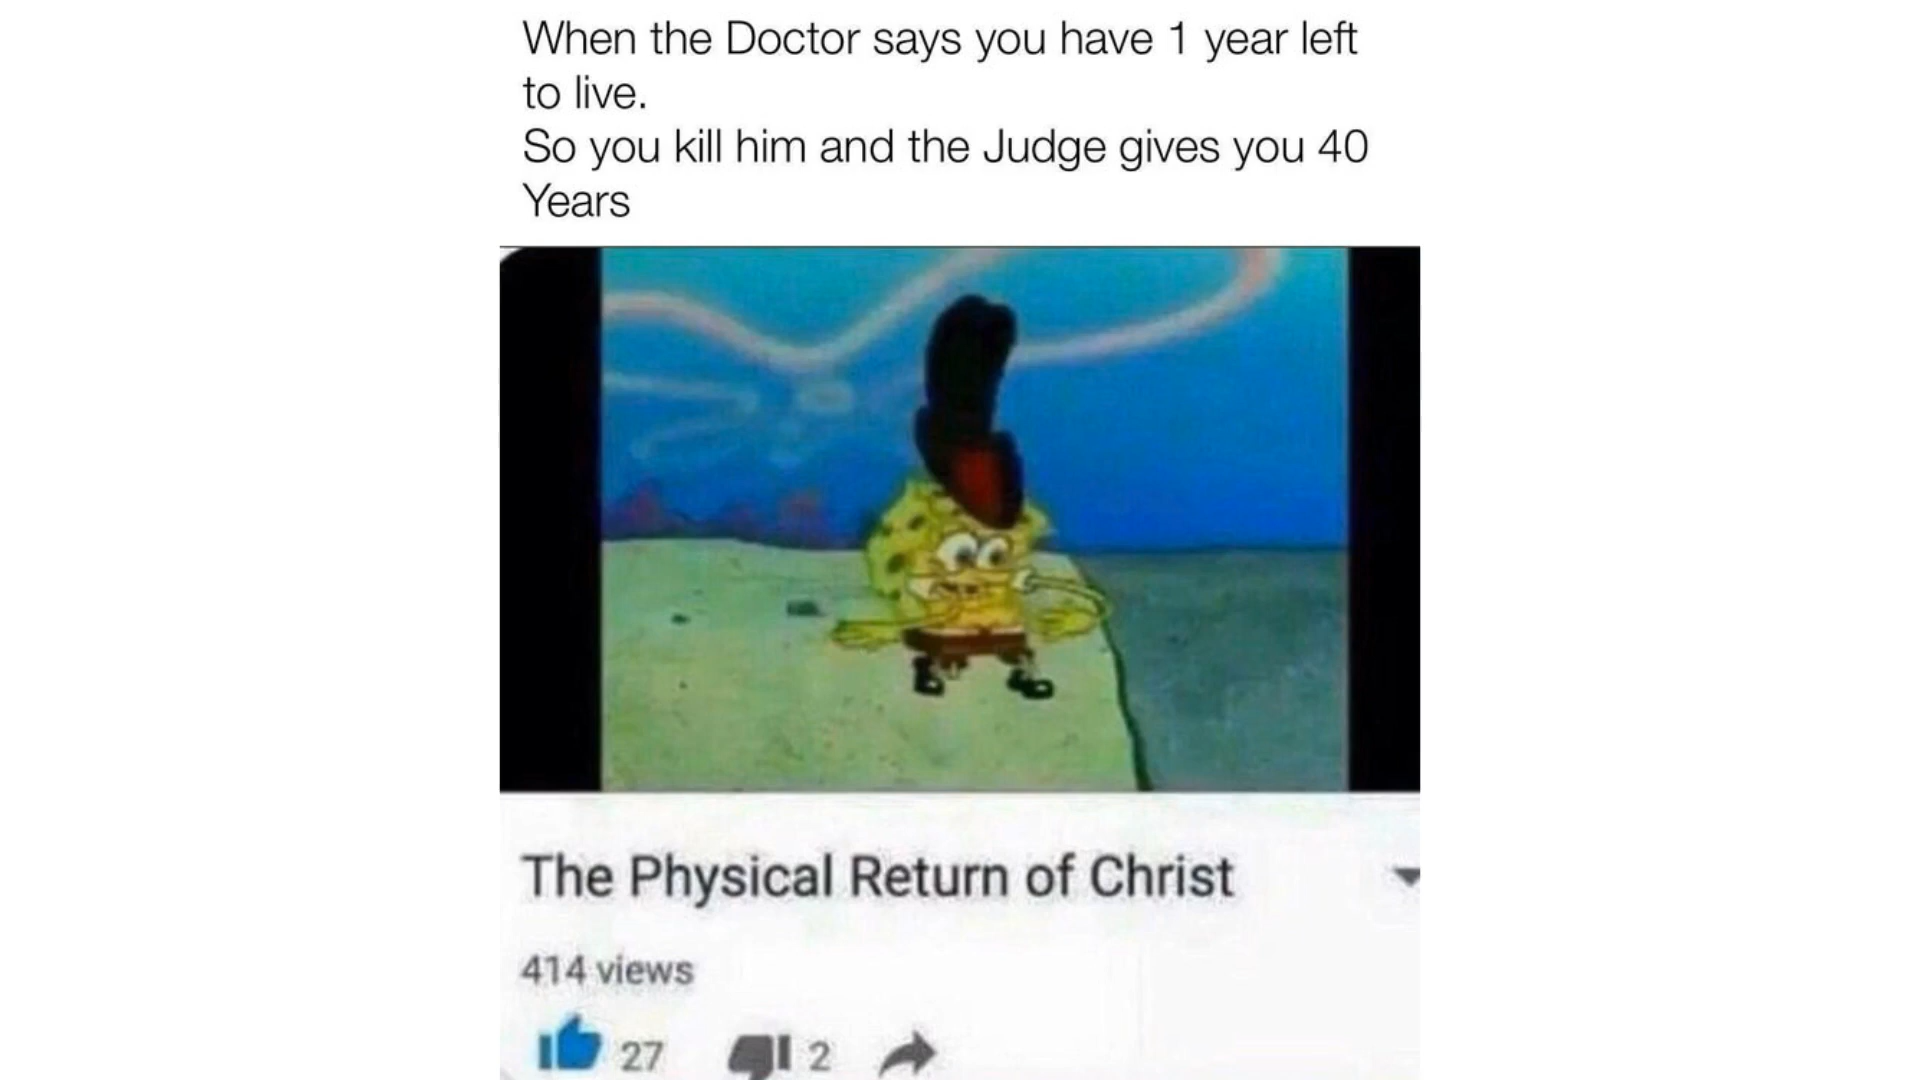 When the Doctor says you have 1 year left
to live.
So you kill him and the Judge gives you 40
Years
The Physical Return of Christ
414 views
27 2